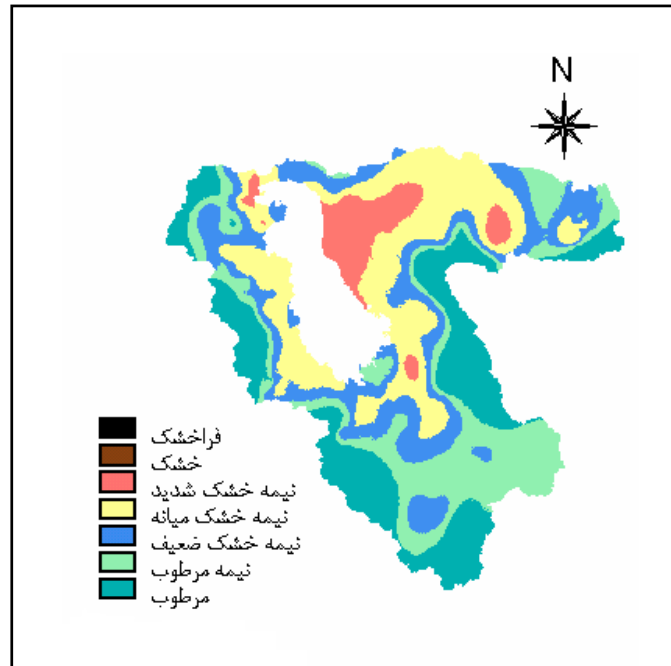 N
فراخشک
خشک
نیمه خشک شدید
نیمه خشک میانه
نیمه خشک ضعیف
نیمه مرطوب
مرطوب